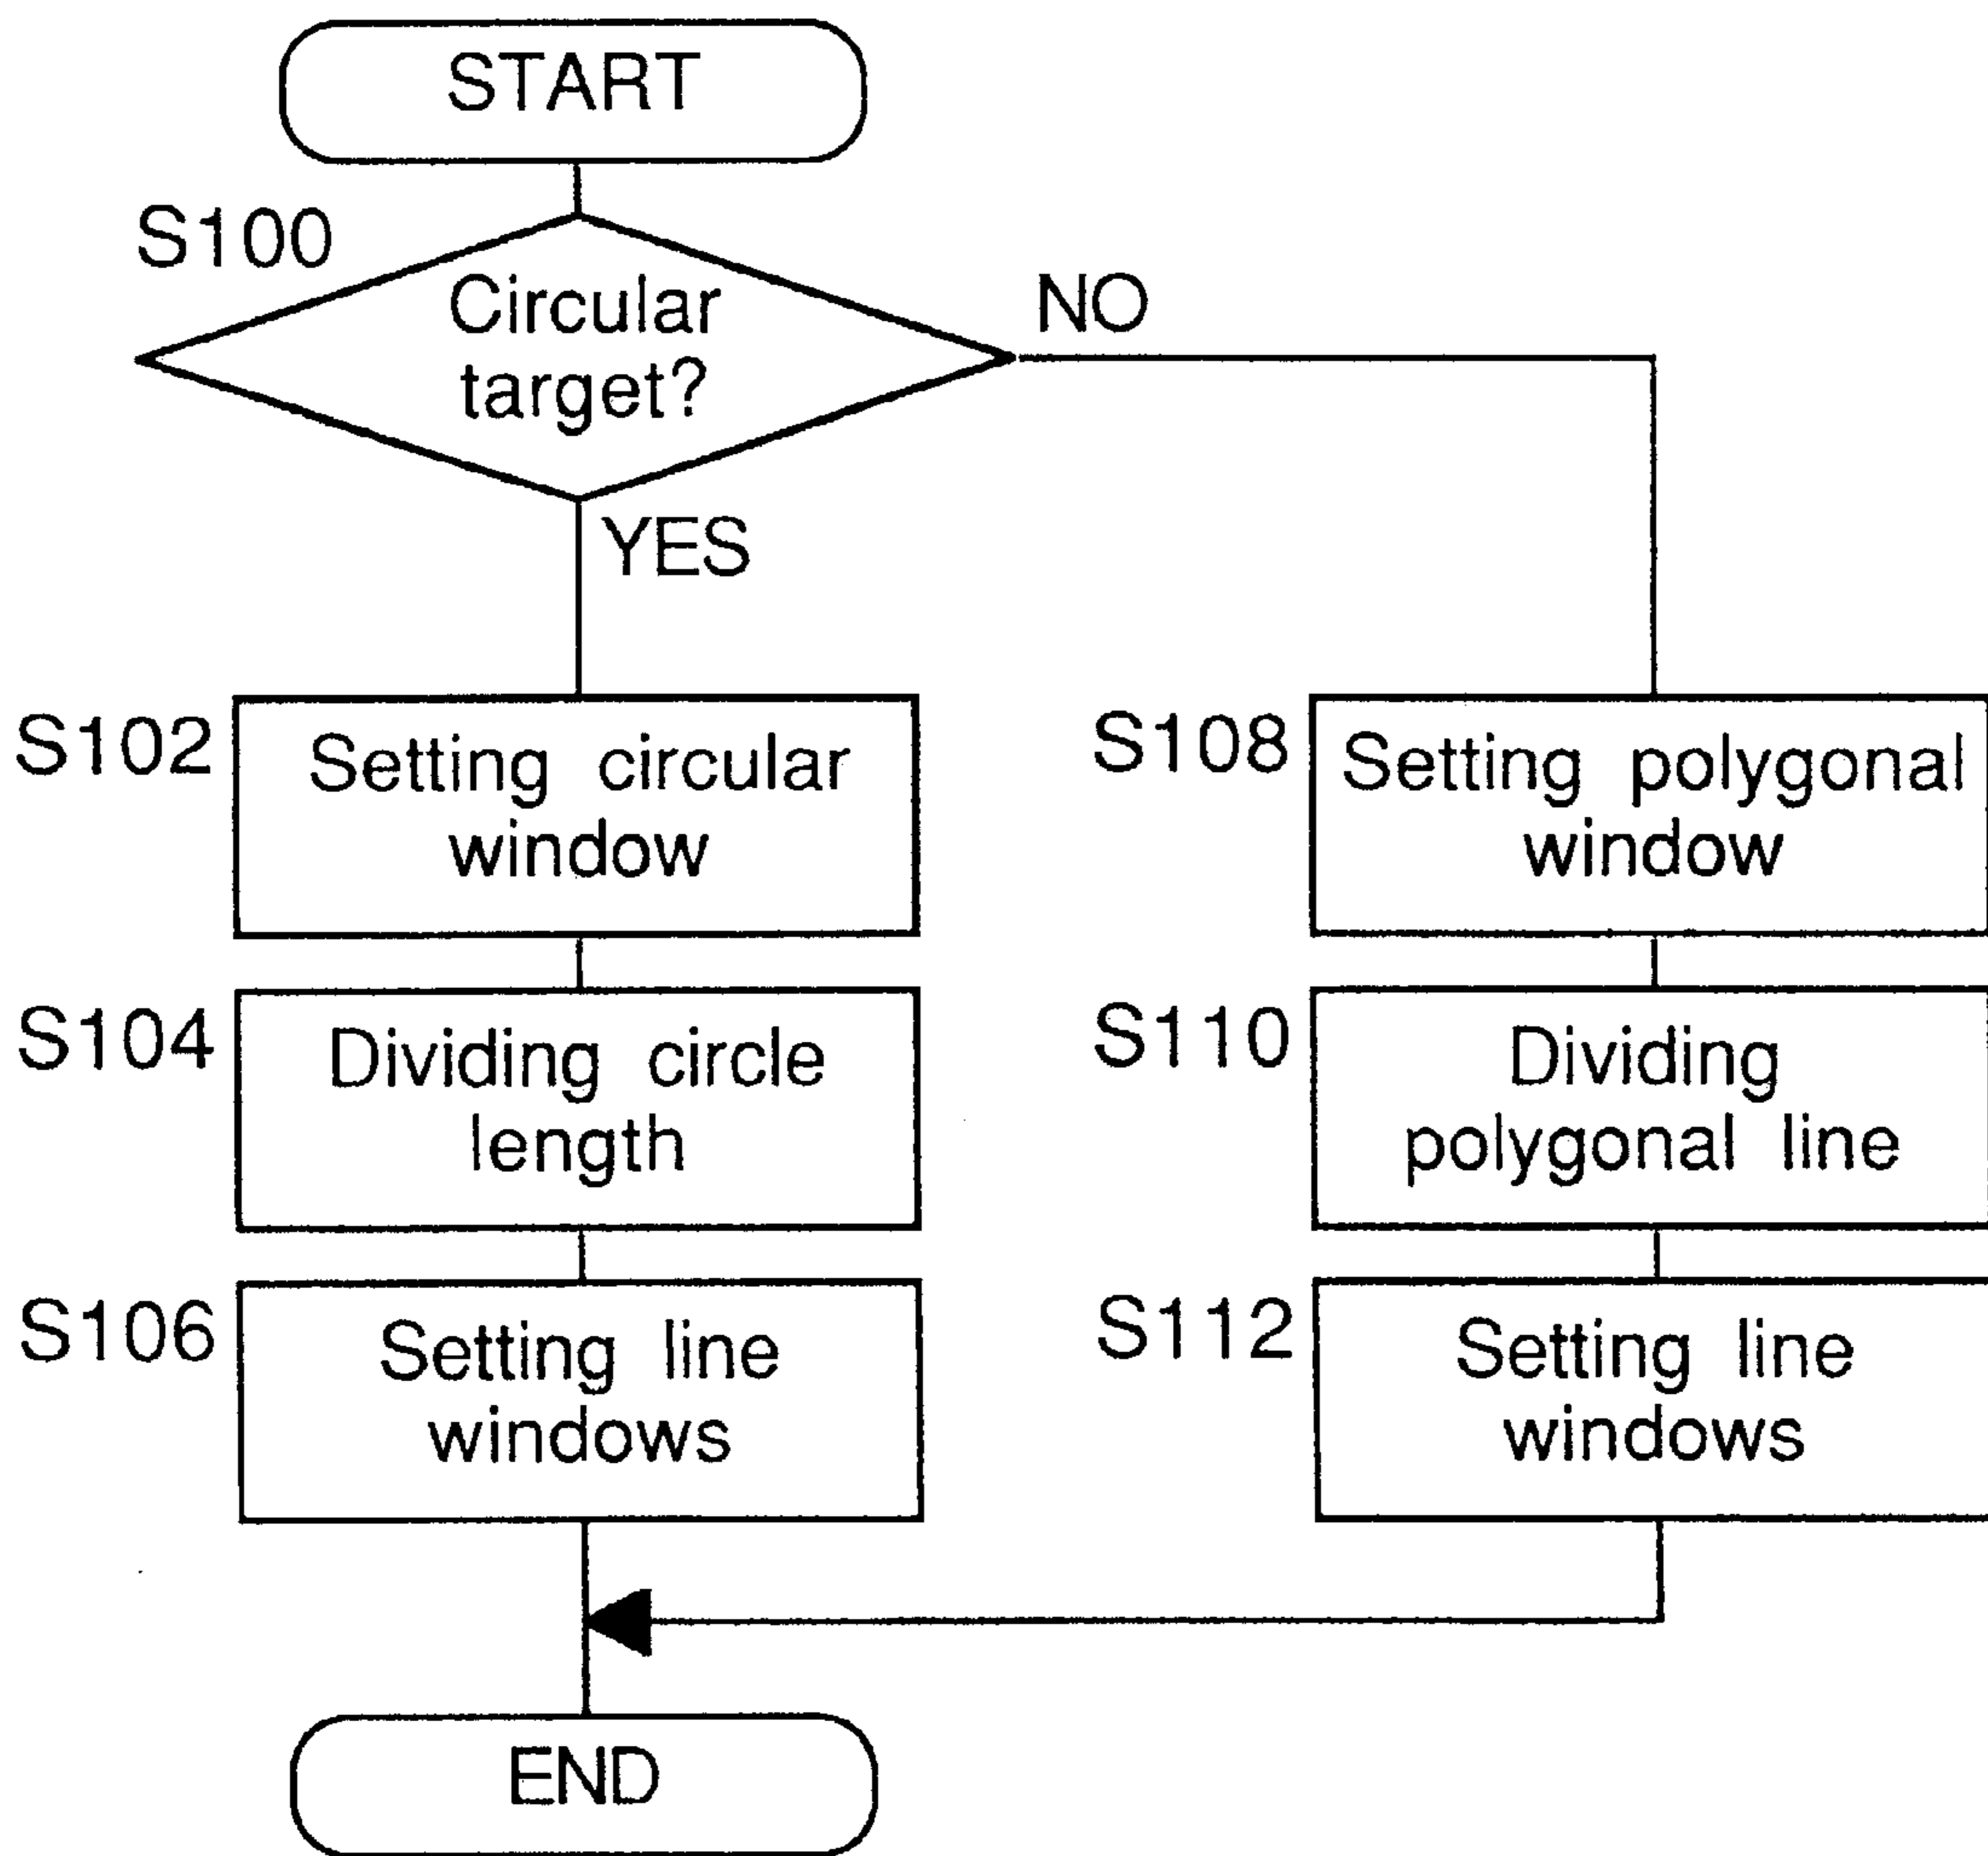 START
S100
Circular
target?
NO
YES
S102
Setting circular
window
S108
Setting polygonal
window
S104
Dividing circle
length
S110
Dividing
polygonal line
S106
Setting line
windows
S112
Setting line
windows
END